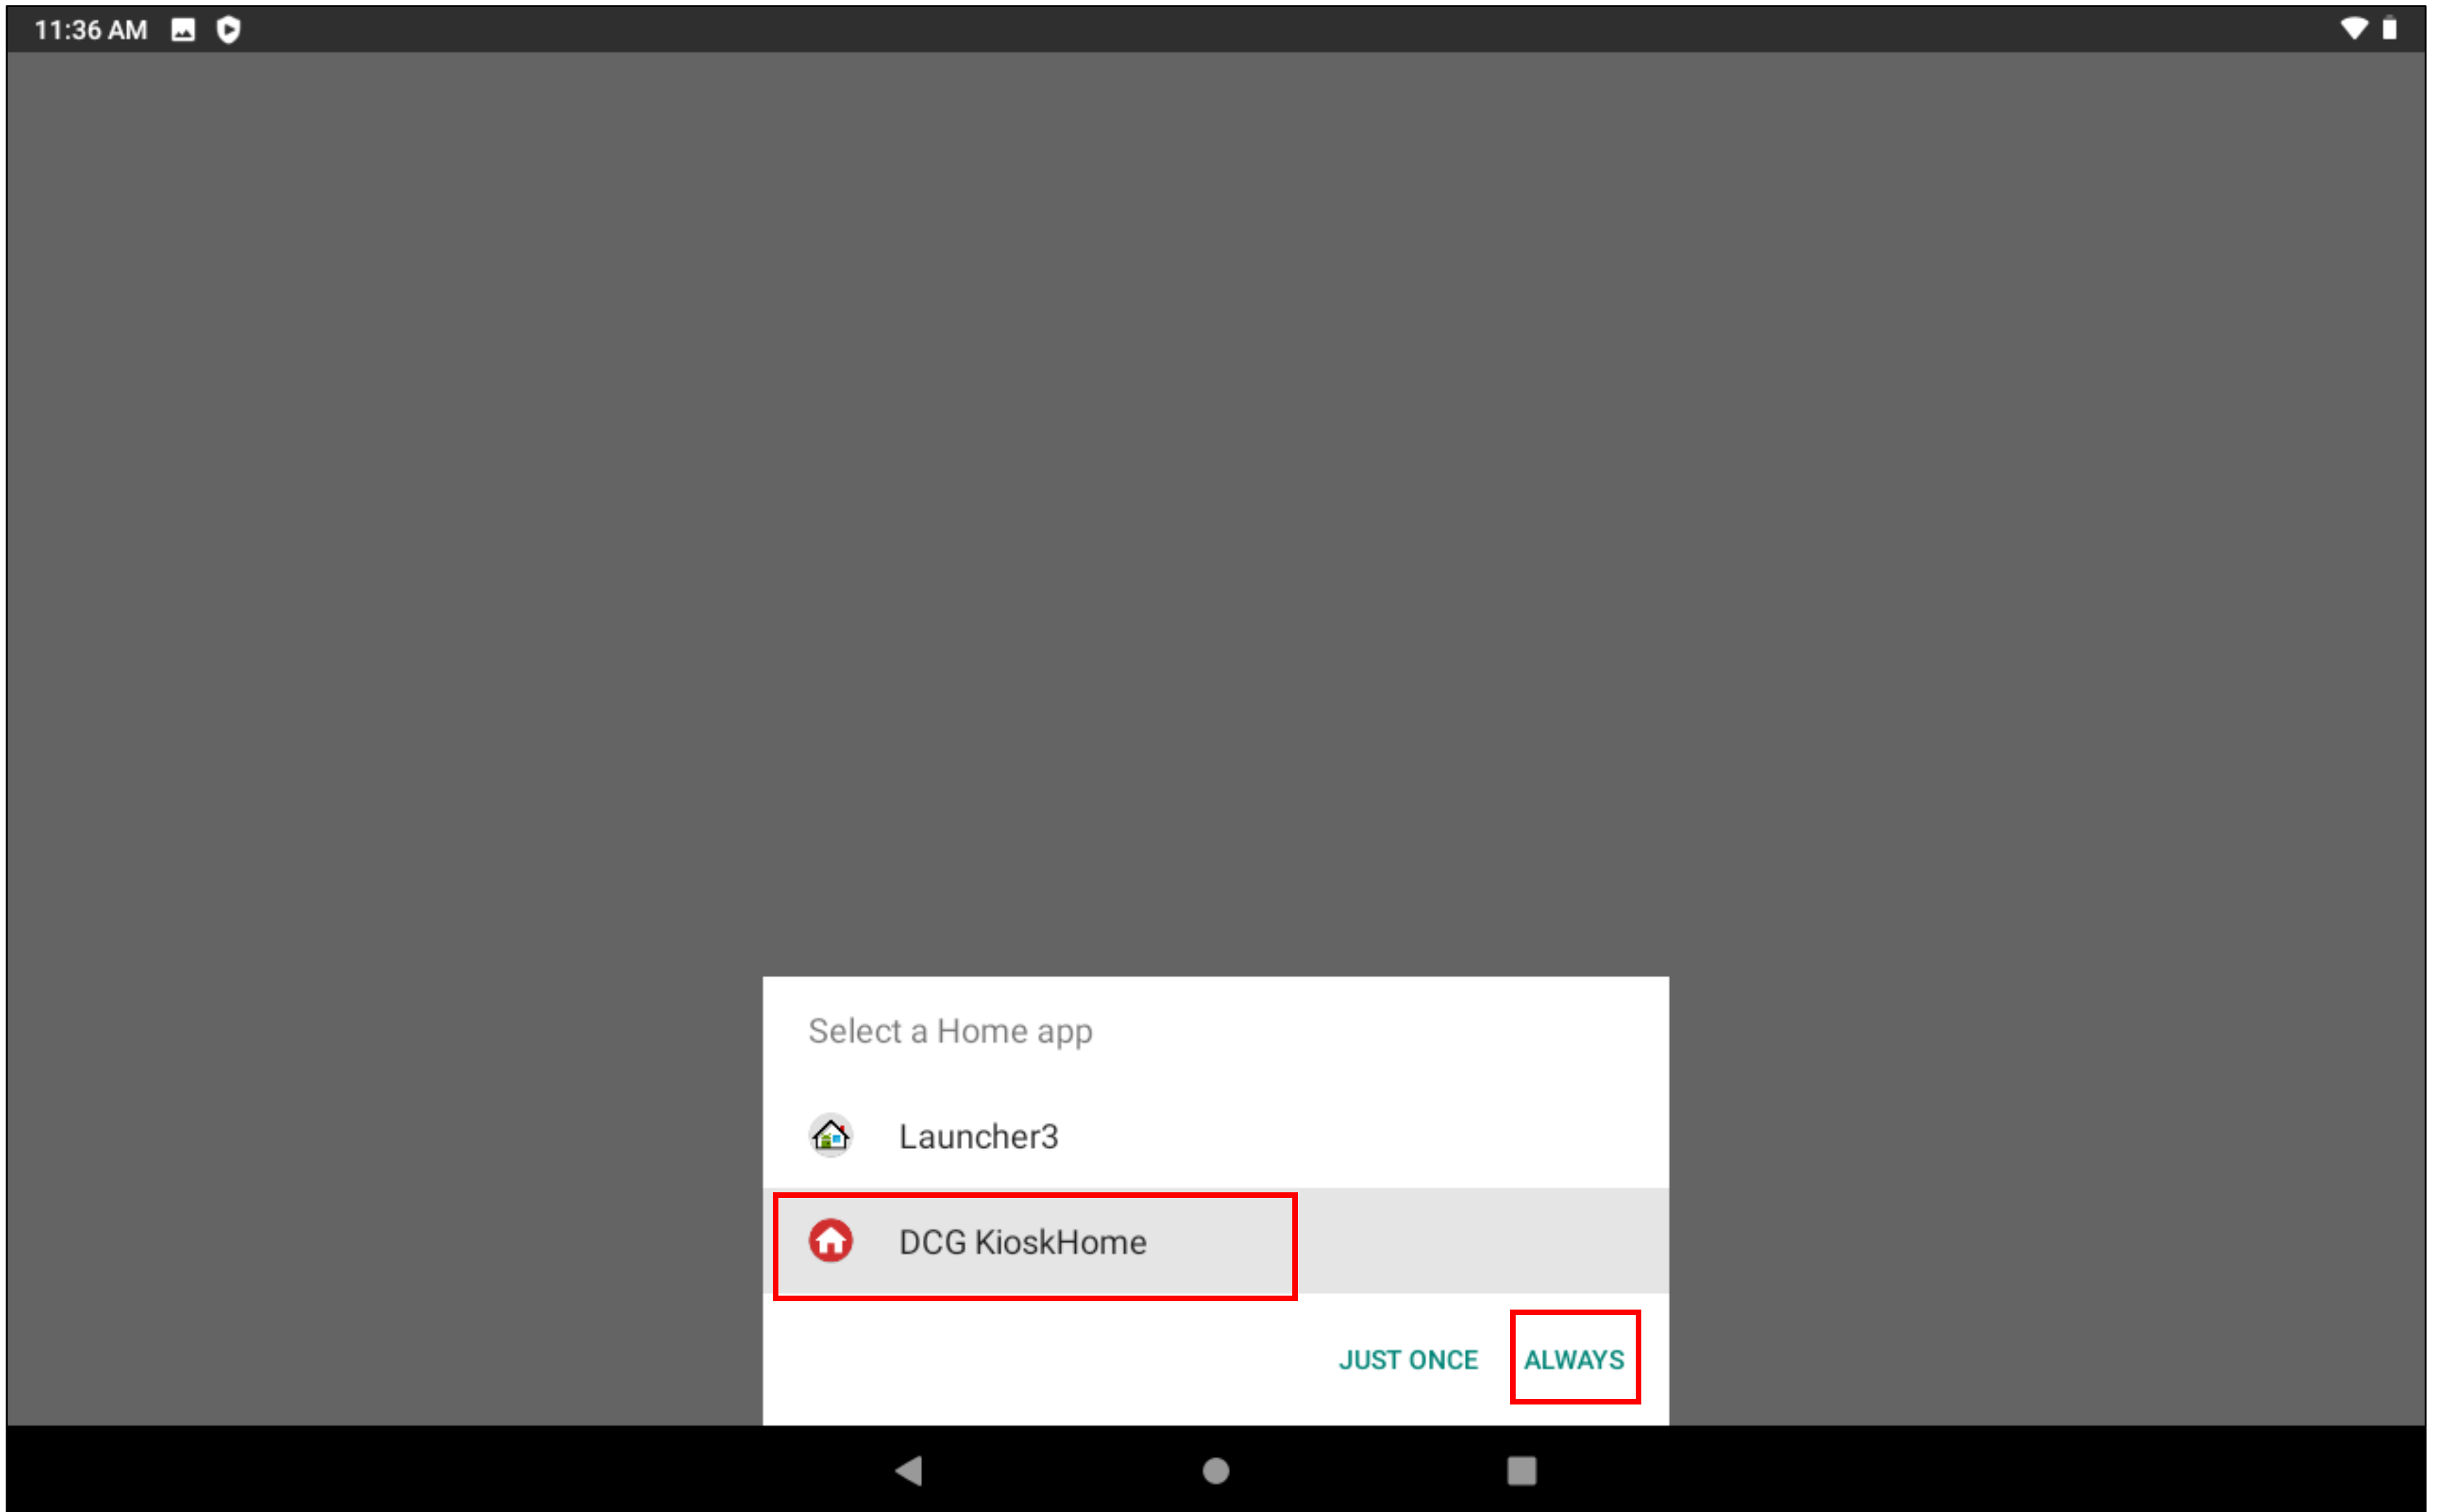 11:36 AM
Select a Home app
Launcher3
DCG KioskHome
JUST ONCE ALWAYS